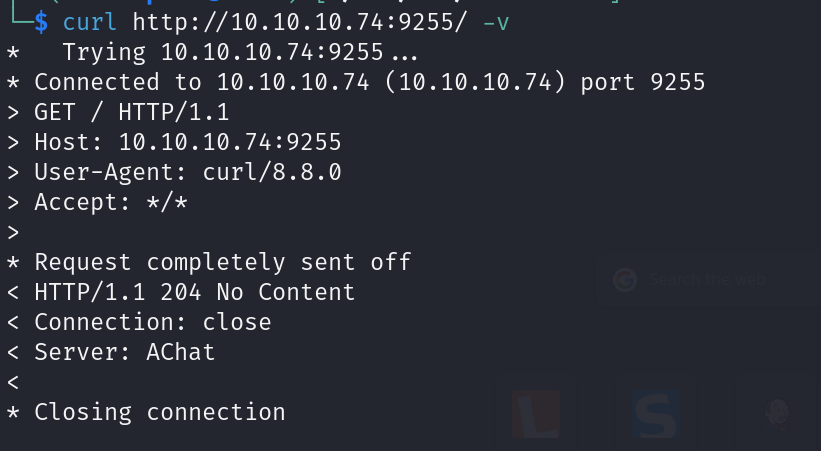 └─$ curl http://10.10.10.74:9255/ -v
*   Trying 10.10.10.74:9255...
* Connected to 10.10.10.74 (10.10.10.74) port 9255
> GET / HTTP/1.1
> Host: 10.10.10.74:9255
> User-Agent: curl/8.8.0
> Accept: */*
>
* Request completely sent off
< HTTP/1.1 204 No Content
< Connection: close
< Server: AChat
<
* Closing connection
Search the web
L S